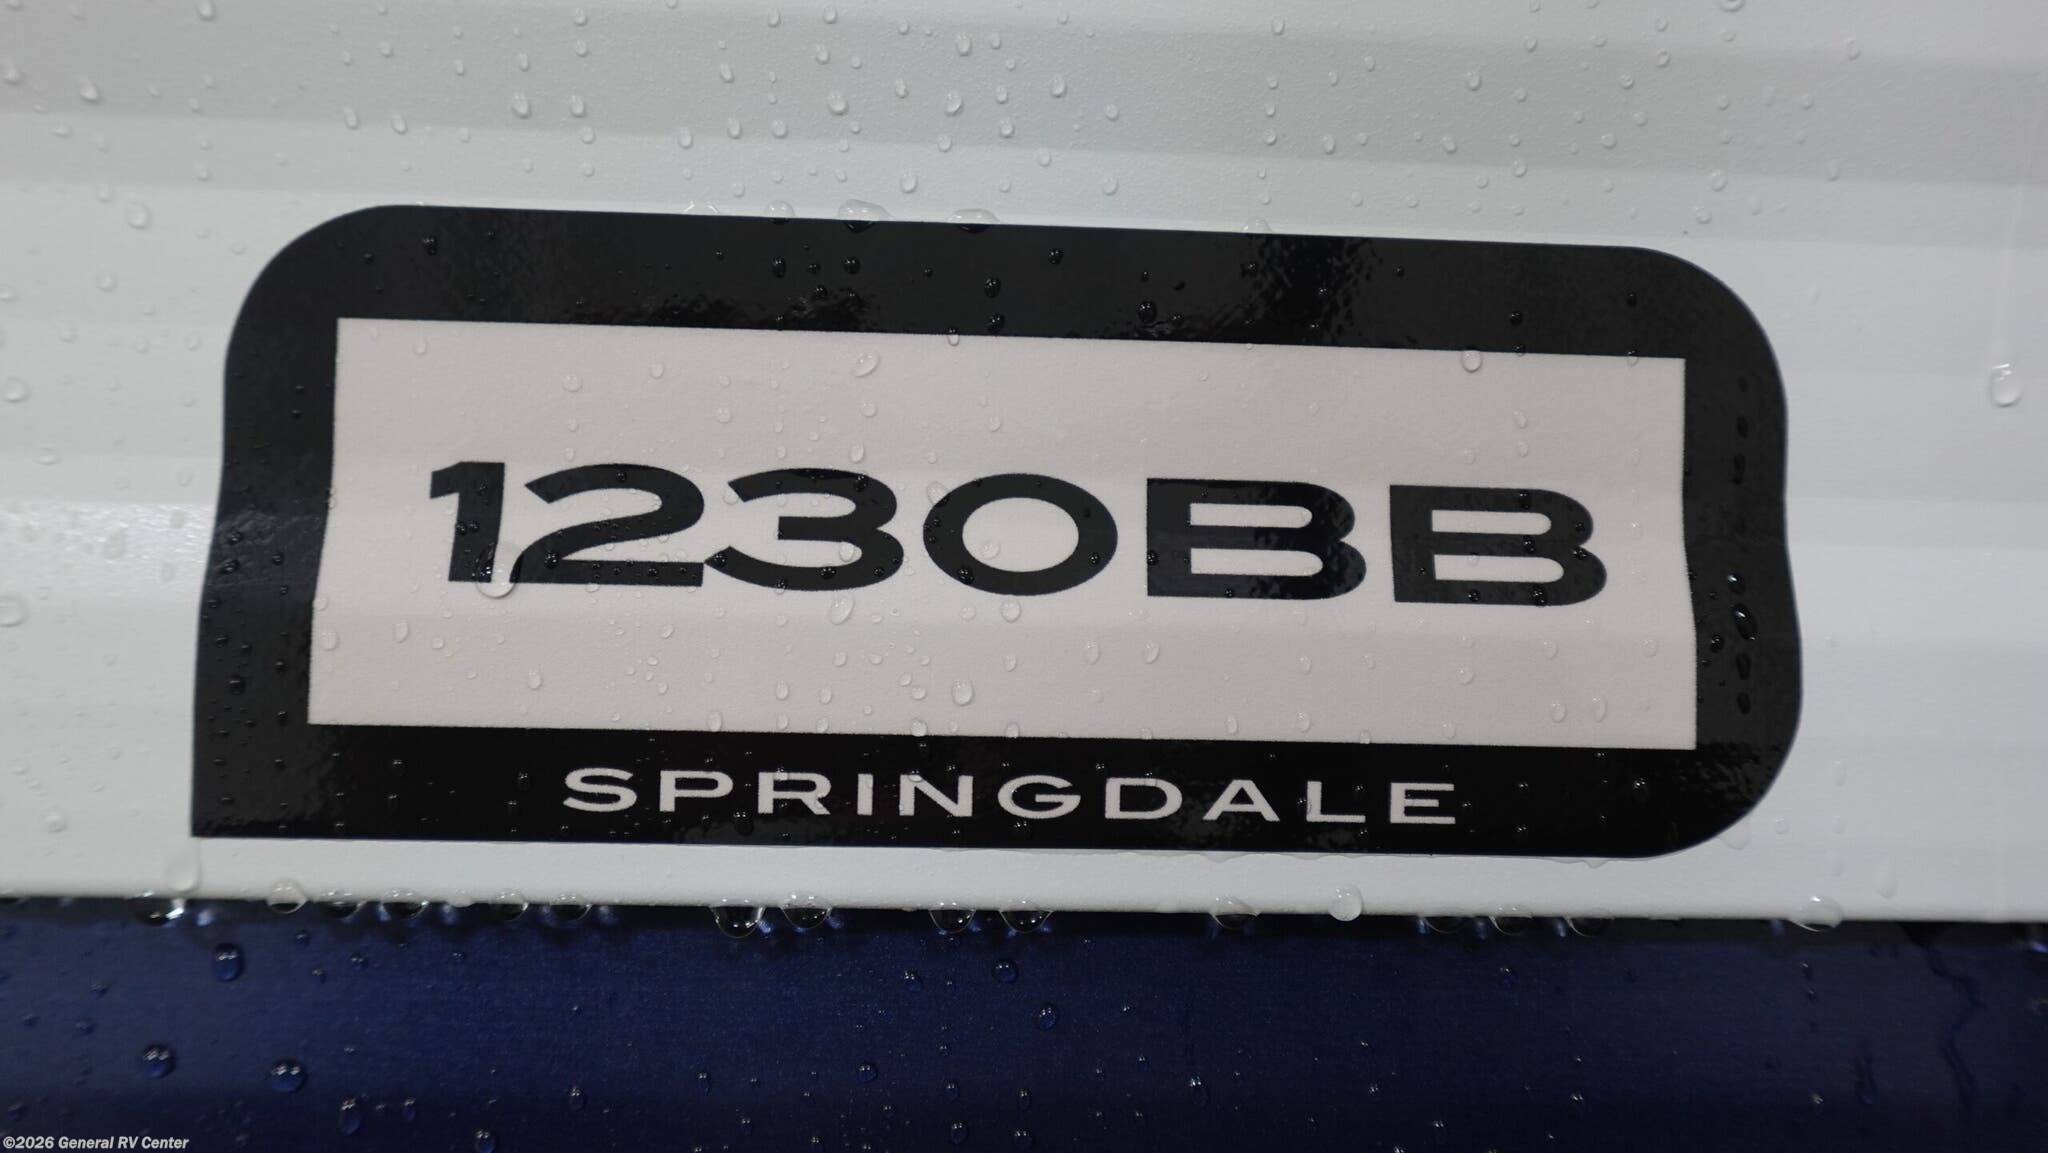 1230BB
SPRINGDALE
©2026 General RV Center